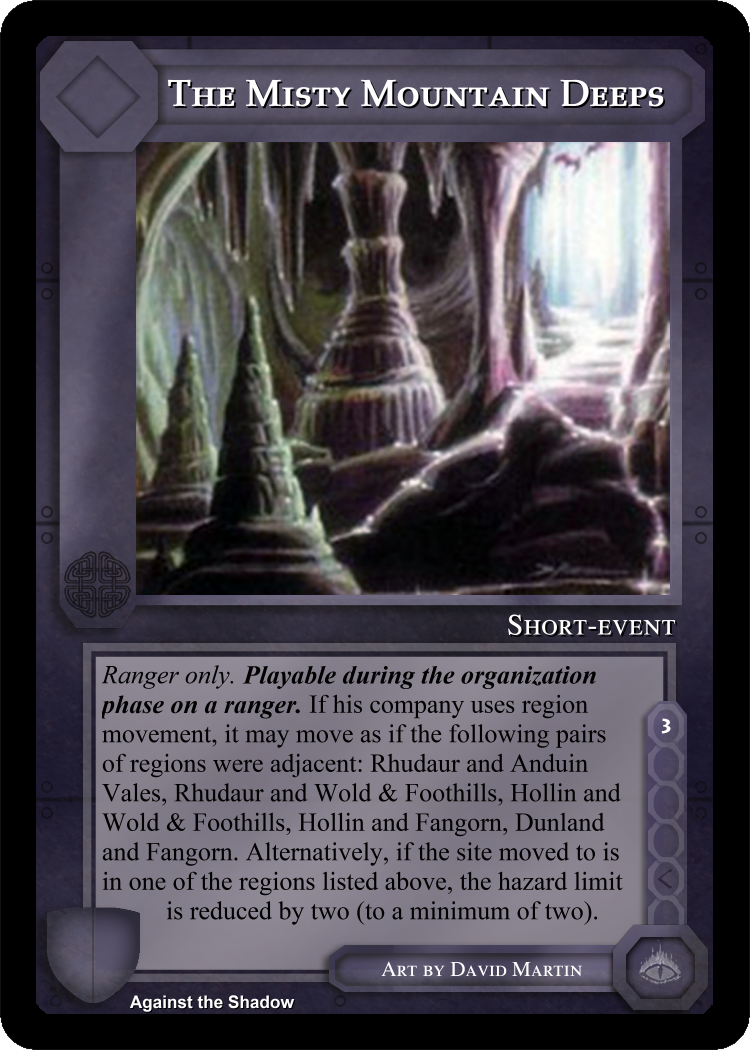 The Misty Mountain Deeps
Short-event
Ranger only. Playable during the organization
phase on a ranger. If his company uses region
movement, it may move as if the following pairs
of regions were adjacent: Rhudaur and Anduin
Vales, Rhudaur and Wold & Foothills, Hollin and
Wold & Foothills, Hollin and Fangorn, Dunland
and Fangorn. Alternatively, if the site moved to is
in one of the regions listed above, the hazard limit
is reduced by two (to a minimum of two).
3
Art by David Martin
Against the Shadow